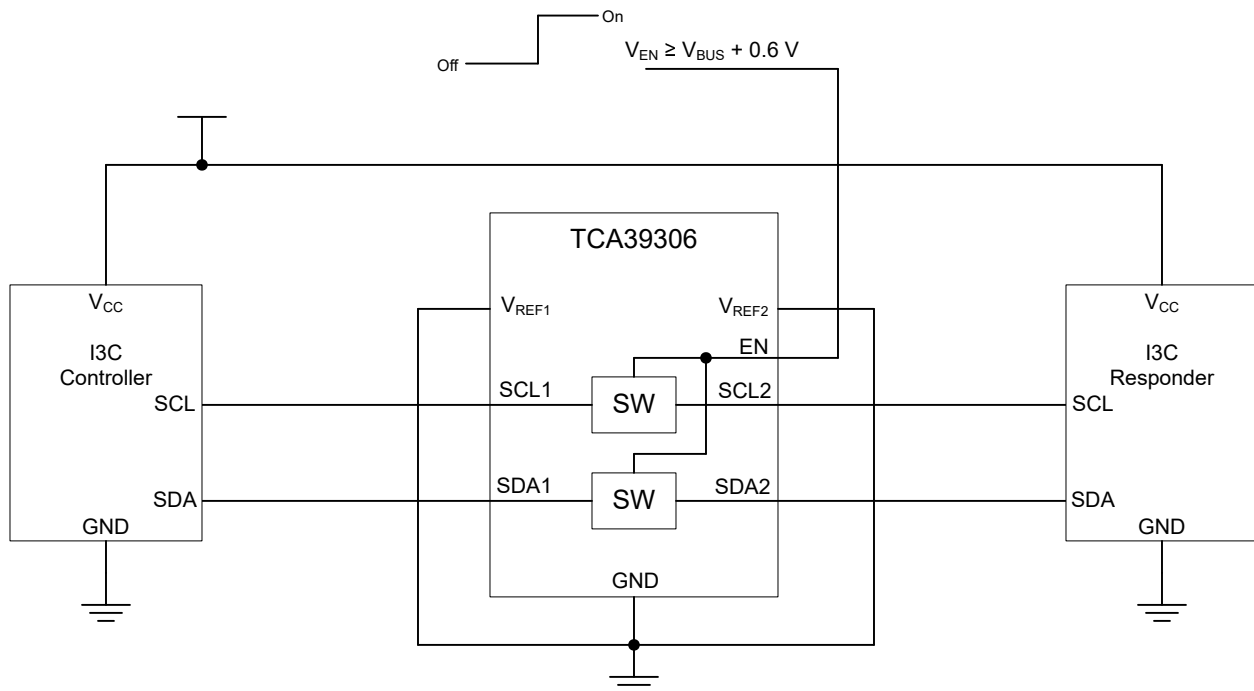 On
Off
V_EN ≥ V_BUS + 0.6 V
TCA39306
V_CC
I3C
Controller
SCL
SDA
GND
V_REF1
V_REF2
EN
SCL1
SW
SCL2
SDA1
SW
SDA2
GND
V_CC
I3C
Responder
SCL
SDA
GND